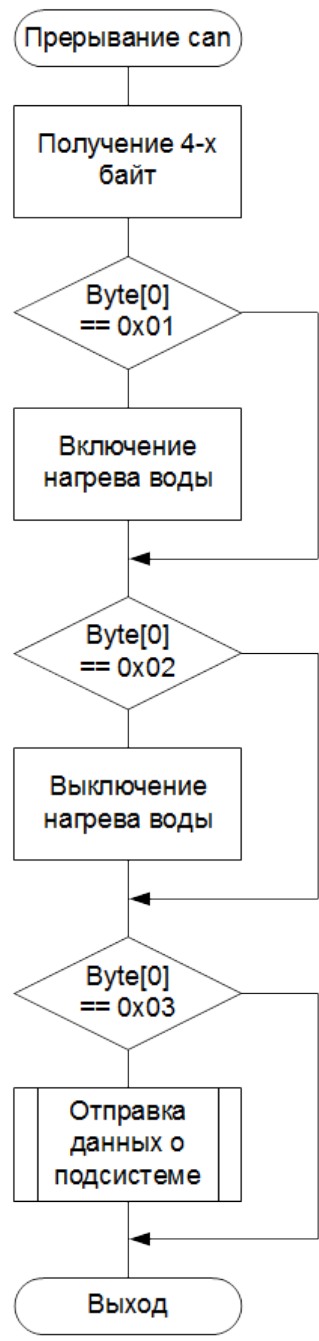 Прерывание can
Получение 4-х
байт
Byte[0]
== 0x01
Включение
нагрева воды
Byte[0]
== 0x02
Выключение
нагрева воды
Byte[0]
== 0x03
Отправка
данных о
подсистеме
Выход